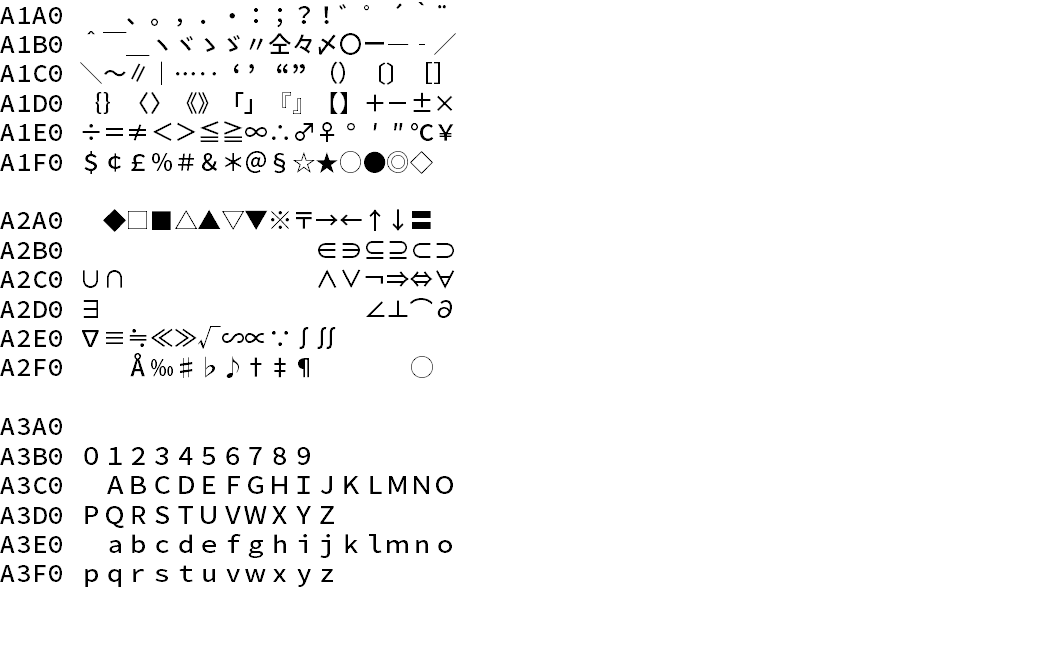 A1A0 　、。，．・：；？！゛゜´｀¨
A1B0 ＾￣＿ヽヾゝゞ〃仝々〆〇ー―‐／
A1C0 ＼～∥｜…‥‘’“”（）〔〕［］
A1D0 ｛｝〈〉《》「」『』【】＋－±×
A1E0 ÷＝≠＜＞≦≧∞∴♂♀°′″℃￥
A1F0 ＄￠￡％＃＆＊＠§☆★○●◎◇
A2A0 　◆□■△▲▽▼※〒→←↑↓〓
A2B0 　　　　　　　　　　∈∋⊆⊇⊂⊃
A2C0 ∪∩　　　　　　　　∧∨￢⇒⇔∀
A2D0 ∃　　　　　　　　　　　∠⊥⌒∂
A2E0 ∇≡≒≪≫√∽∝∵∫∬
A2F0 　　Å‰♯♭♪†‡¶　　　　◯
A3A0
A3B0 ０１２３４５６７８９
A3C0 　ＡＢＣＤＥＦＧＨＩＪＫＬＭＮＯ
A3D0 ＰＱＲＳＴＵＶＷＸＹＺ
A3E0 　ａｂｃｄｅｆｇｈｉｊｋｌｍｎｏ
A3F0 ｐｑｒｓｔｕｖｗｘｙｚ